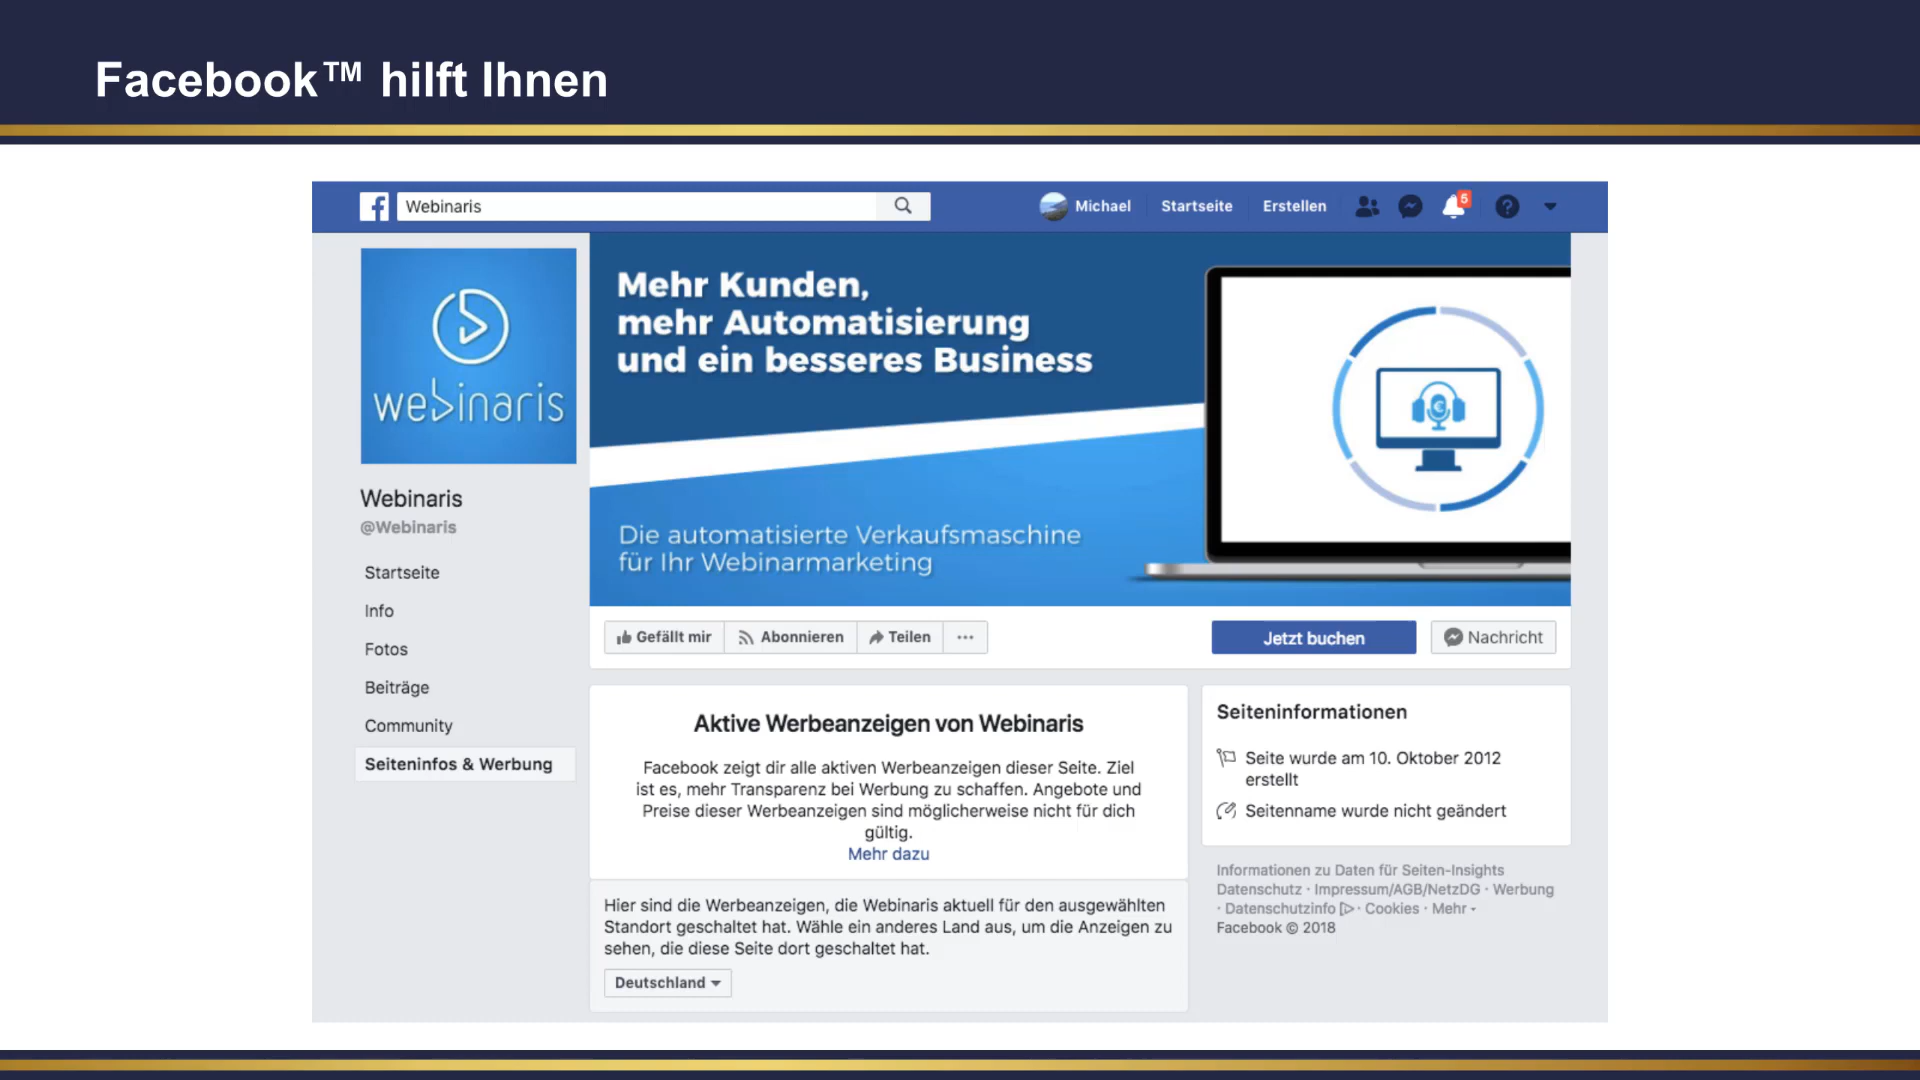 Facebook™ hilft Ihnen
Webinaris
Michael
Startseite
Erstellen
5
webinaris
Webinaris
@Webinaris
Startseite
Info
Fotos
Beiträge
Community
Seiteninfos & Werbung
Mehr Kunden,
mehr Automatisierung
und ein besseres Business
Die automatisierte Verkaufsmaschine
für Ihr Webinarmarketing
Gefällt mir
Abonnieren
Teilen
Jetzt buchen
Nachricht
Aktive Werbeanzeigen von Webinaris
Facebook zeigt dir alle aktiven Werbeanzeigen dieser Seite. Ziel
ist es, mehr Transparenz bei Werbung zu schaffen. Angebote und
Preise dieser Werbeanzeigen sind möglicherweise nicht für dich
gültig.
Mehr dazu
Hier sind die Werbeanzeigen, die Webinaris aktuell für den ausgewählten
Standort geschaltet hat. Wähle ein anderes Land aus, um die Anzeigen zu
sehen, die diese Seite dort geschaltet hat.
Deutschland
Seiteninformationen
Seite wurde am 10. Oktober 2012
erstellt
Seitenname wurde nicht geändert
Informationen zu Daten für Seiten-Insights
Datenschutz · Impressum/AGB/NetzDG · Werbung
· Datenschutzinfo · Cookies · Mehr
Facebook © 2018